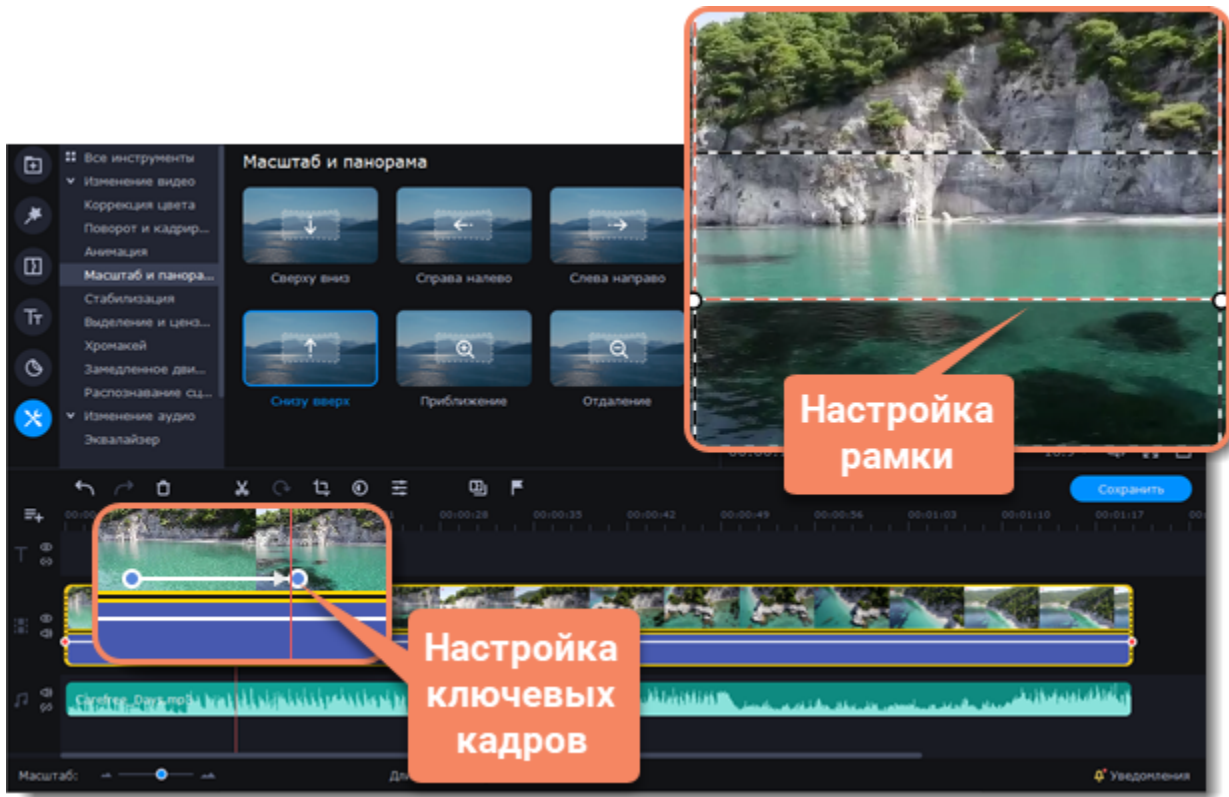 Все инструменты
Изменение видео
Коррекция цвета
Поворот и кадрир...
Анимация
Масштаб и панора...
Стабилизация
Выделение и ценз...
Хромакей
Замедленное дви...
Распознавание сц...
Изменение аудио
Эквалайзер
Масштаб и панорама
Сверху вниз
Справа налево
Слева направо
Снизу вверх
Приближение
Отдаление
Настройка
рамки
Сохранить
00:00:28 00:00:35 00:00:42 00:00:49 00:00:56 00:01:03 00:01:10 00:01:17
Настройка
ключевых
кадров
Carefree_Days.mp3
Масштаб:
Уведомления